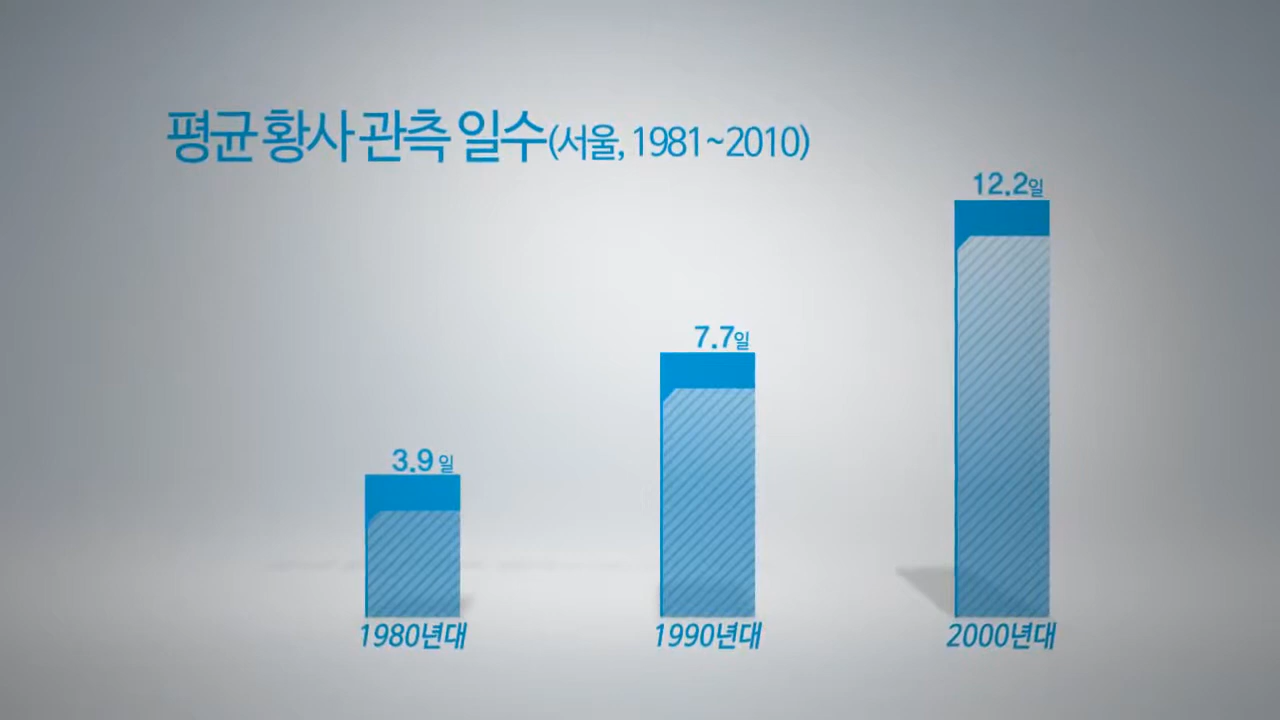 평균 황사 관측 일수(서울, 1981~2010)
12.2일
7.7일
3.9 일
1980년대
1990년대
2000년대